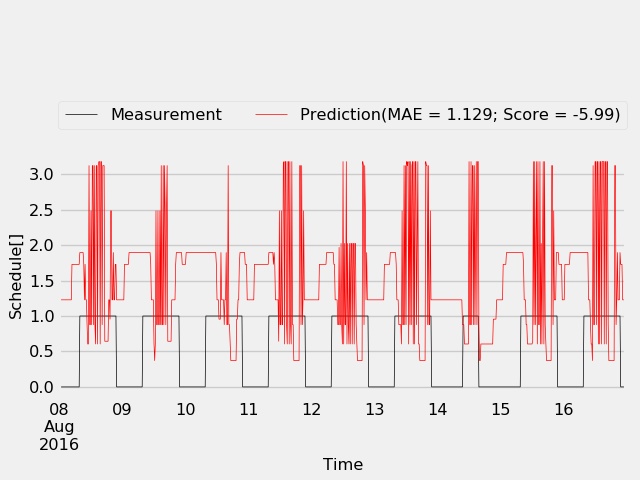 Measurement
Prediction(MAE = 1.129; Score = -5.99)
Schedule[]
3.0
2.5
2.0
1.5
1.0
0.5
0.0
08 09 10 11 12 13 14 15 16
Aug
2016
Time